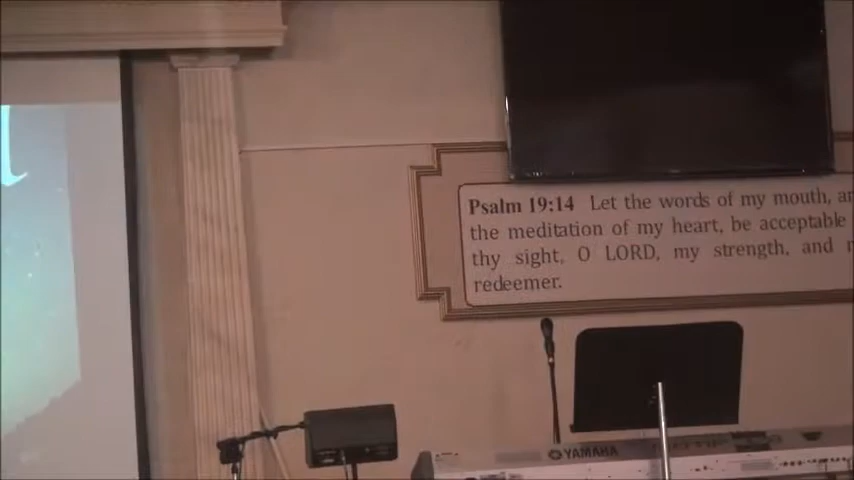 Psalm 19:14 Let the words of my mouth,
the meditation of my heart, be acceptable
thy sight, O LORD, my strength, and
redeemer.
YAMAHA